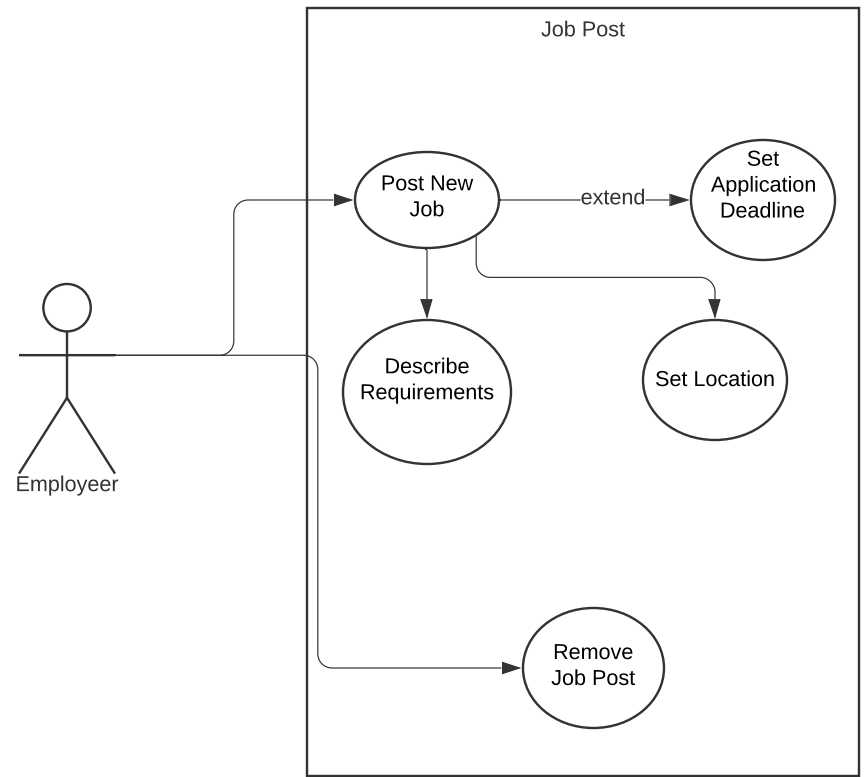 Job Post
Post New
Job
extend
Set
Application
Deadline
Describe
Requirements
Set Location
Employeer
Remove
Job Post